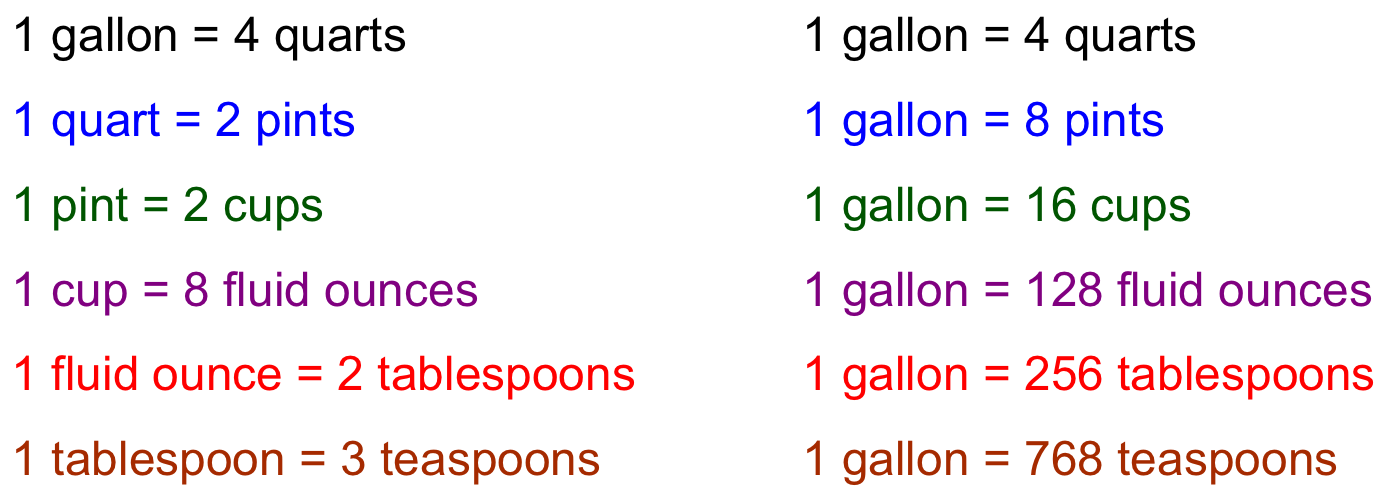 1 gallon = 4 quarts
1 quart = 2 pints
1 pint = 2 cups
1 cup = 8 fluid ounces
1 fluid ounce = 2 tablespoons
1 tablespoon = 3 teaspoons
1 gallon = 4 quarts
1 gallon = 8 pints
1 gallon = 16 cups
1 gallon = 128 fluid ounces
1 gallon = 256 tablespoons
1 gallon = 768 teaspoons